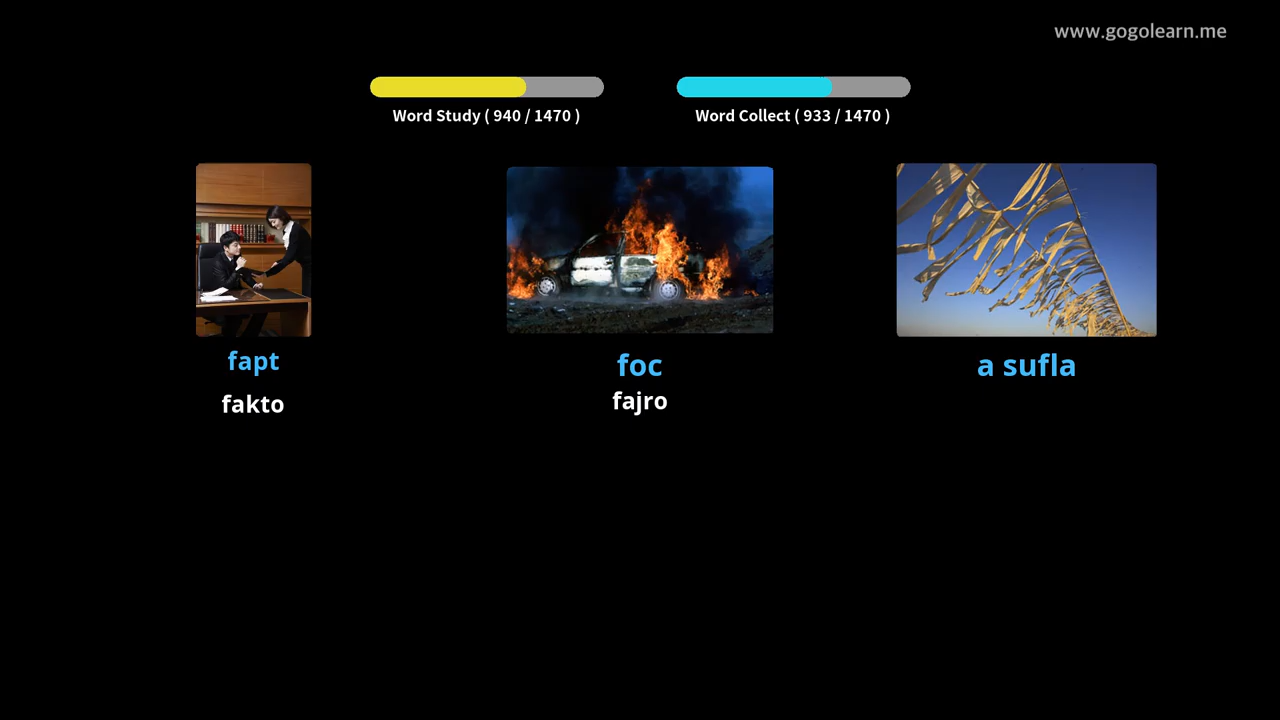 www.gogolearn.me
Word Study ( 940 / 1470 )
Word Collect ( 933 / 1470 )
fapt
fakto
foc
fajro
a sufla